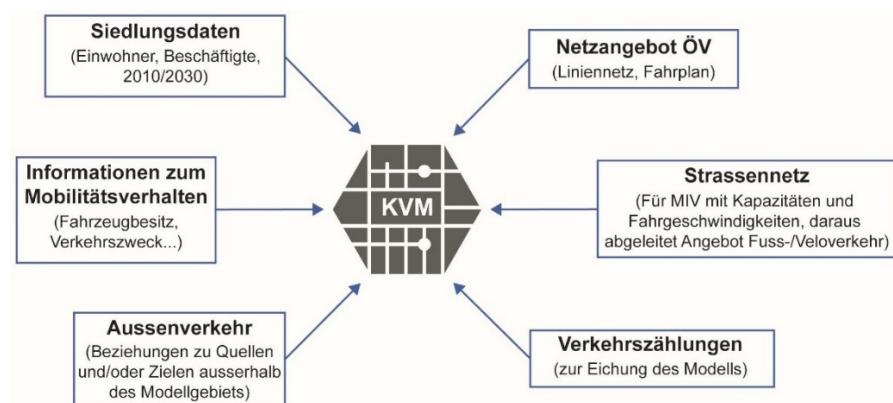 Siedlungsdaten
(Einwohner, Beschäftigte,
2010/2030)
Netzangebot ÖV
(Liniennetz, Fahrplan)
Informationen zum
Mobilitätsverhalten
(Fahrzeugbesitz,
Verkehrszweck...)
KVM
Strassennetz
(Für MIV mit Kapazitäten und
Fahrgeschwindigkeiten, daraus
abgeleitet Angebot Fuss-/Veloverkehr)
Aussenverkehr
(Beziehungen zu Quellen
und/oder Zielen ausserhalb
des Modellgebiets)
Verkehrszählungen
(zur Eichung des Modells)